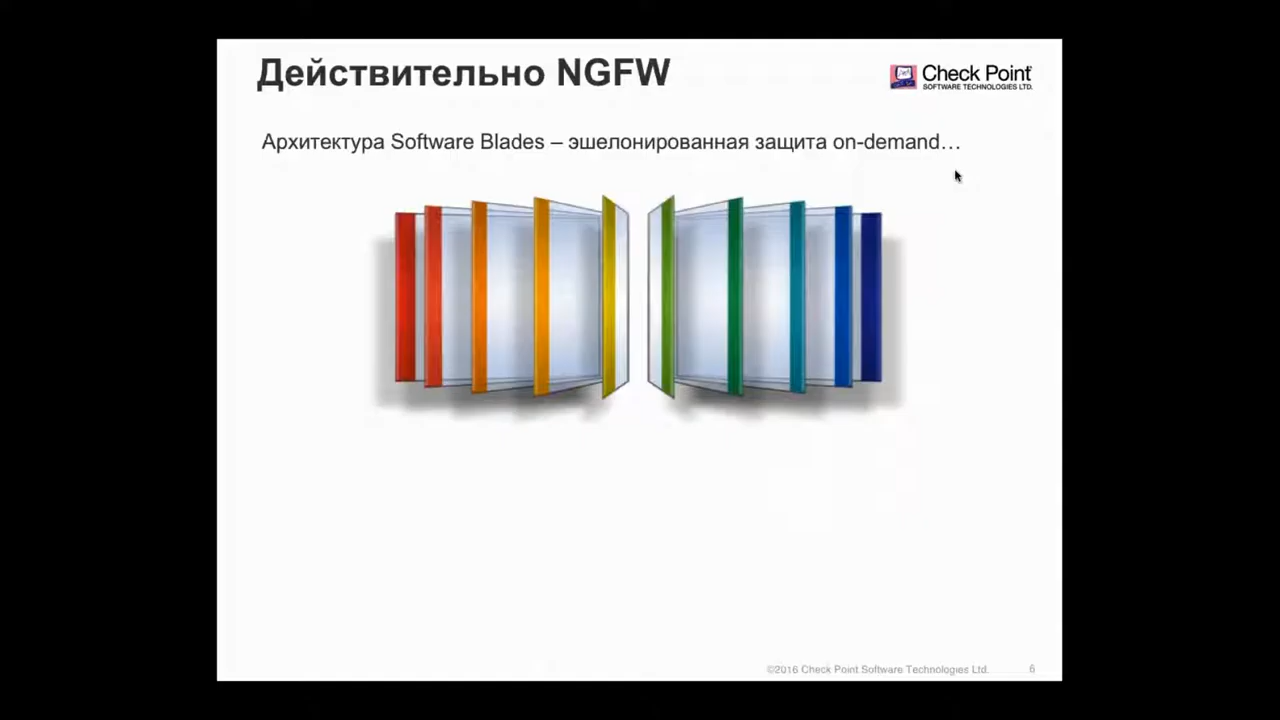 Действительно NGFW
Check Point
SOFTWARE TECHNOLOGIES LTD.
Архитектура Software Blades – эшелонированная защита on-demand…
©2016 Check Point Software Technologies Ltd.
6